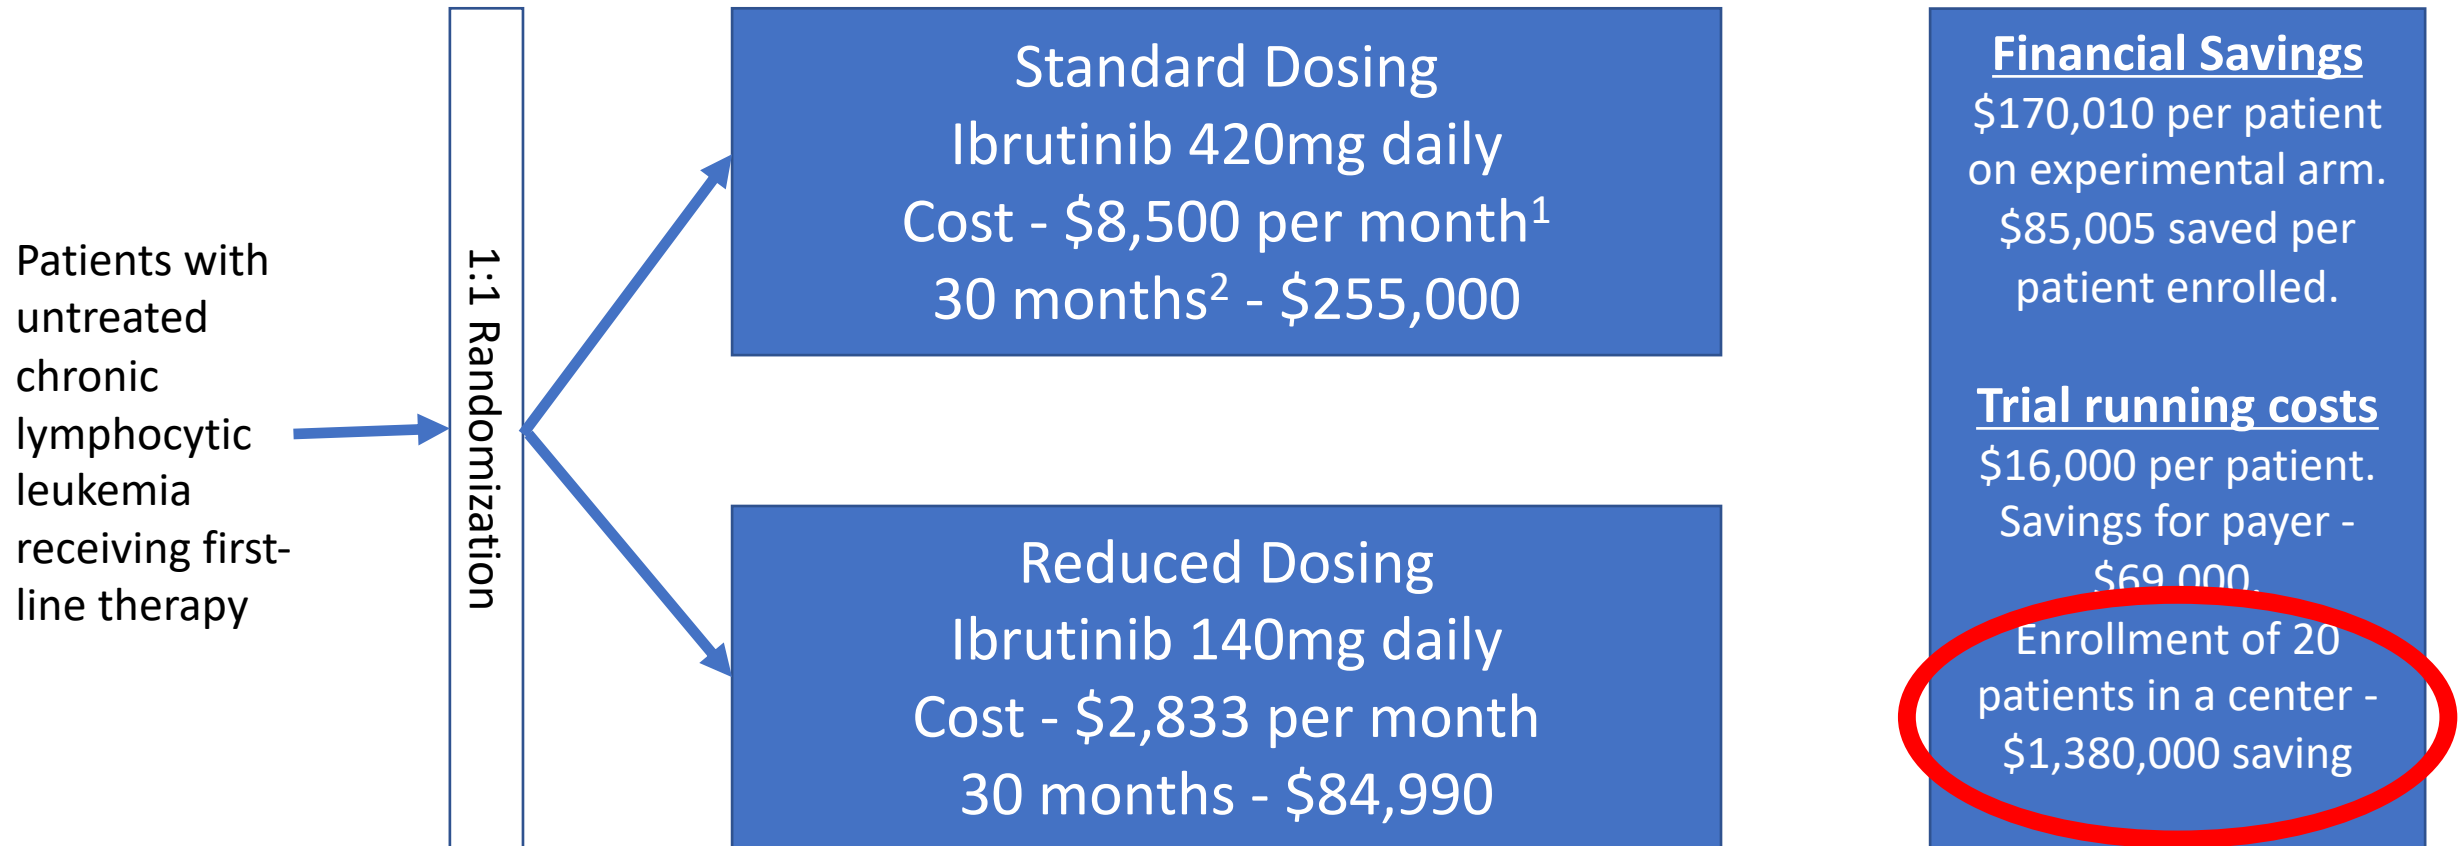 Patients with
untreated
chronic
lymphocytic
leukemia
receiving first-
line therapy
1:1 Randomization
Standard Dosing
Ibrutinib 420mg daily
Cost - $8,500 per month¹
30 months² - $255,000
Reduced Dosing
Ibrutinib 140mg daily
Cost - $2,833 per month
30 months - $84,990
Financial Savings
$170,010 per patient
on experimental arm.
$85,005 saved per
patient enrolled.
Trial running costs
$16,000 per patient.
Savings for payer -
$69,000.
Enrollment of 20
patients in a center -
$1,380,000 saving